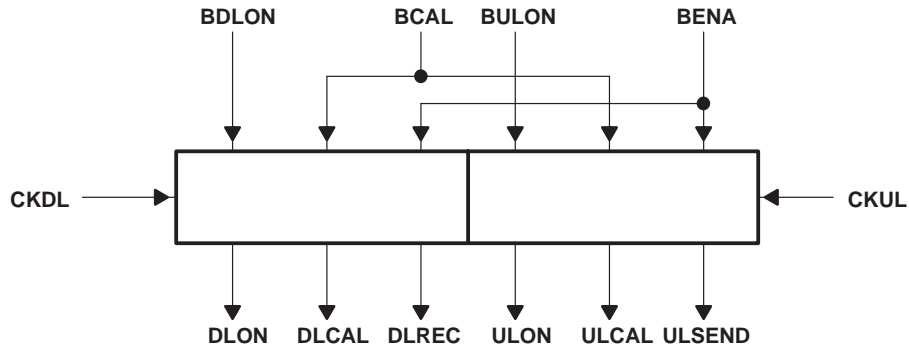 BDLON BCAL BULON BENA
CKDL CKUL
DLON DLCAL DLREC ULON ULCAL ULSEND